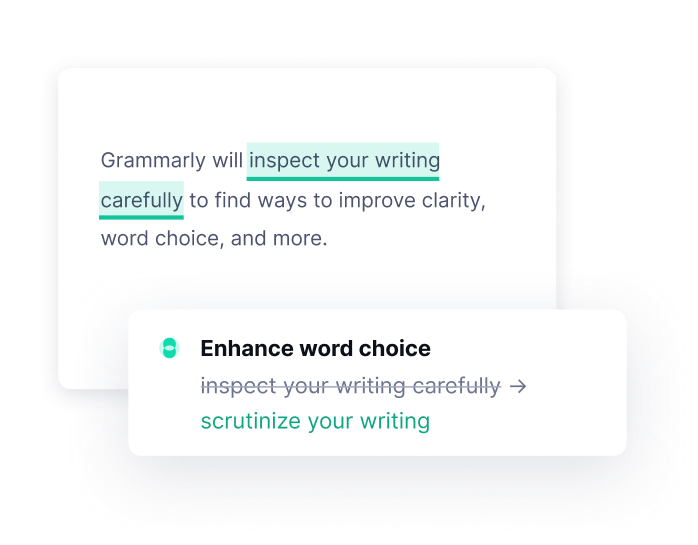 Grammarly will inspect your writing
carefully to find ways to improve clarity,
word choice, and more.
Enhance word choice
inspect your writing carefully →
scrutinize your writing